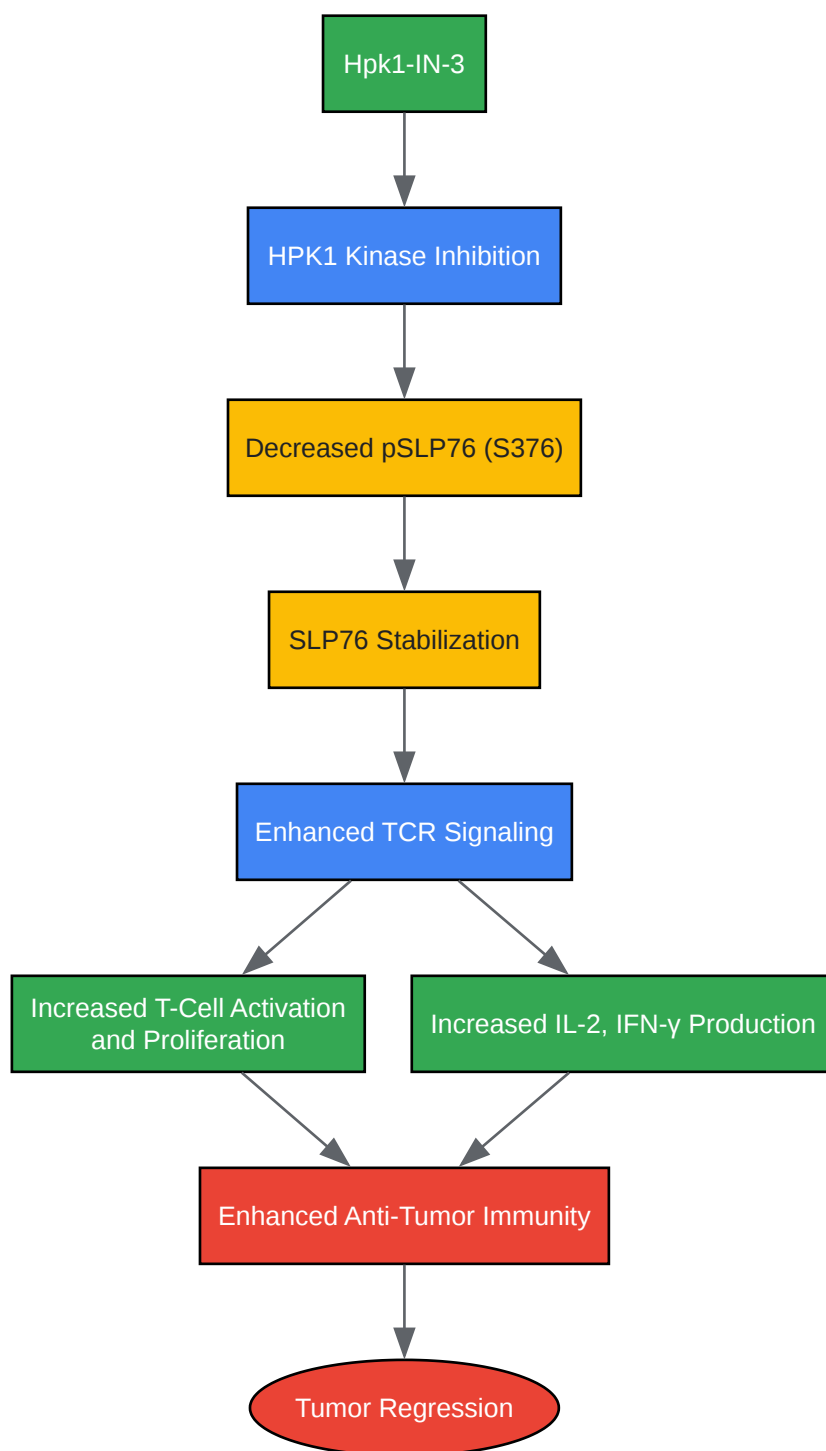 Hpk1-IN-3
HPK1 Kinase Inhibition
Decreased pSLP76 (S376)
SLP76 Stabilization
Enhanced TCR Signaling
Increased T-Cell Activation
and Proliferation
Increased IL-2, IFN-γ Production
Enhanced Anti-Tumor Immunity
Tumor Regression